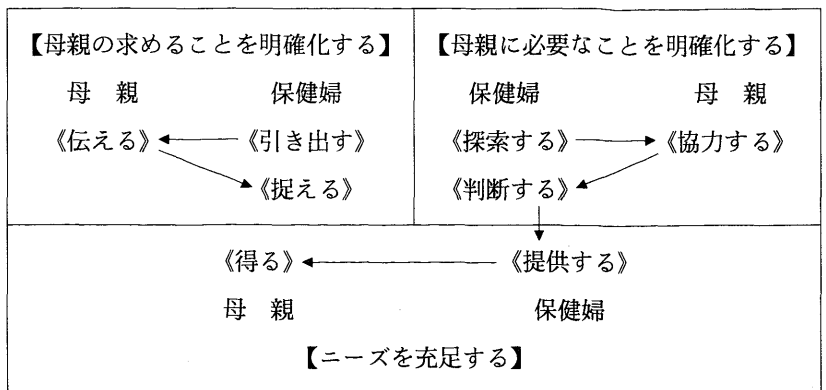 【母親の求めることを明確化する】
母　親　　保健婦
《伝える》　《引き出す》
《捉える》
【母親に必要なことを明確化する】
保健婦　　母　親
《探索する》　《協力する》
《判断する》
《得る》　《提供する》
母　親　　保健婦
【ニーズを充足する】